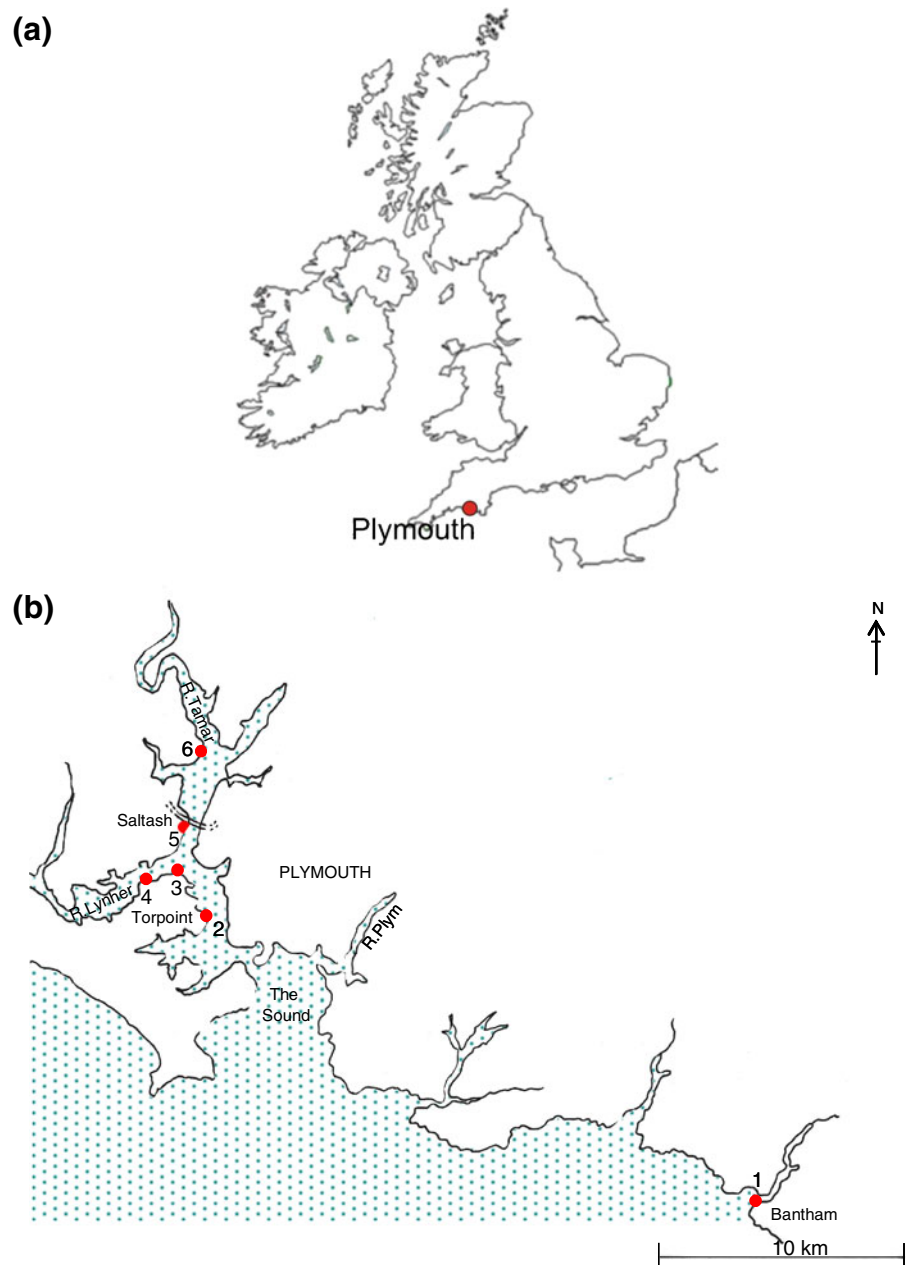 (a)
Plymouth
(b)
N
R.Tamar
6
Saltash
5
PLYMOUTH
3
4
R.Lynher
Torpoint
2
R.Plym
The
Sound
1
Bantham
10 km